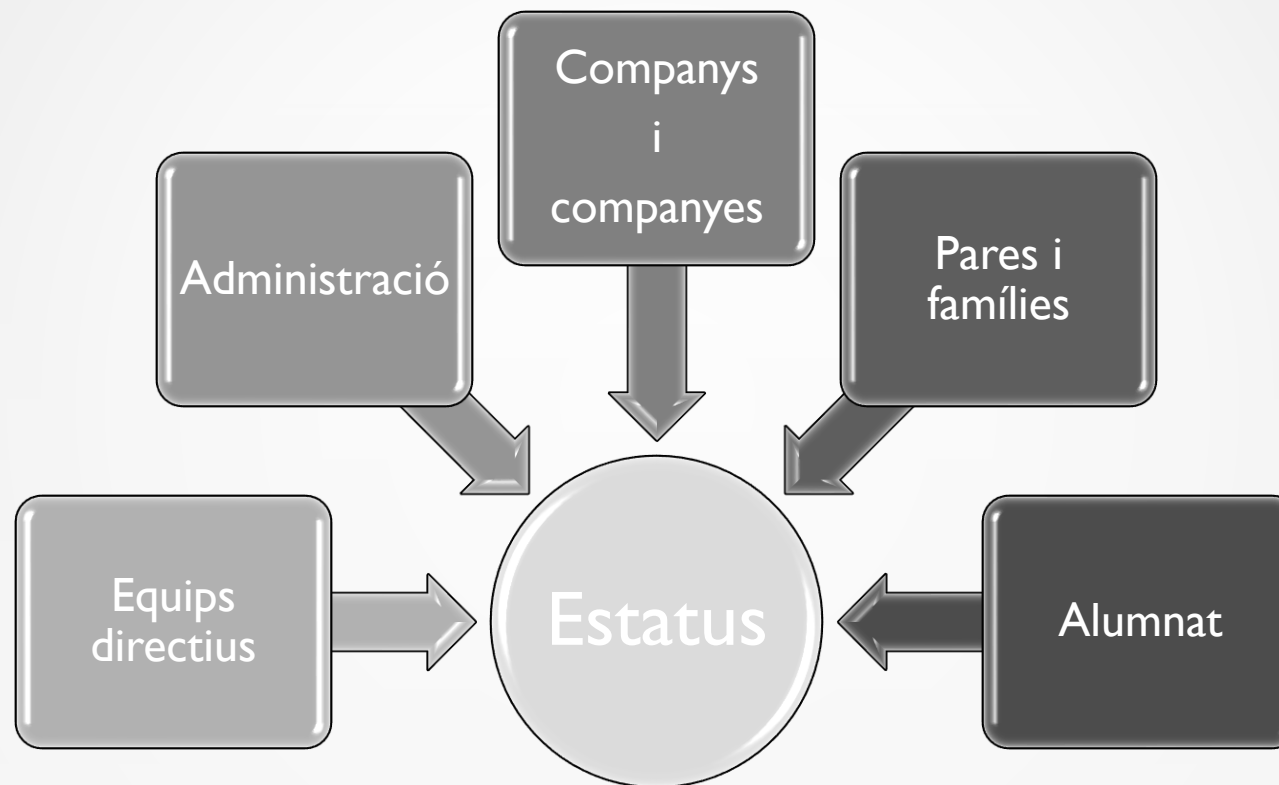 Companys
i
companyes
Administració
Pares i
famílies
Equips
directius
Estatus
Alumnat